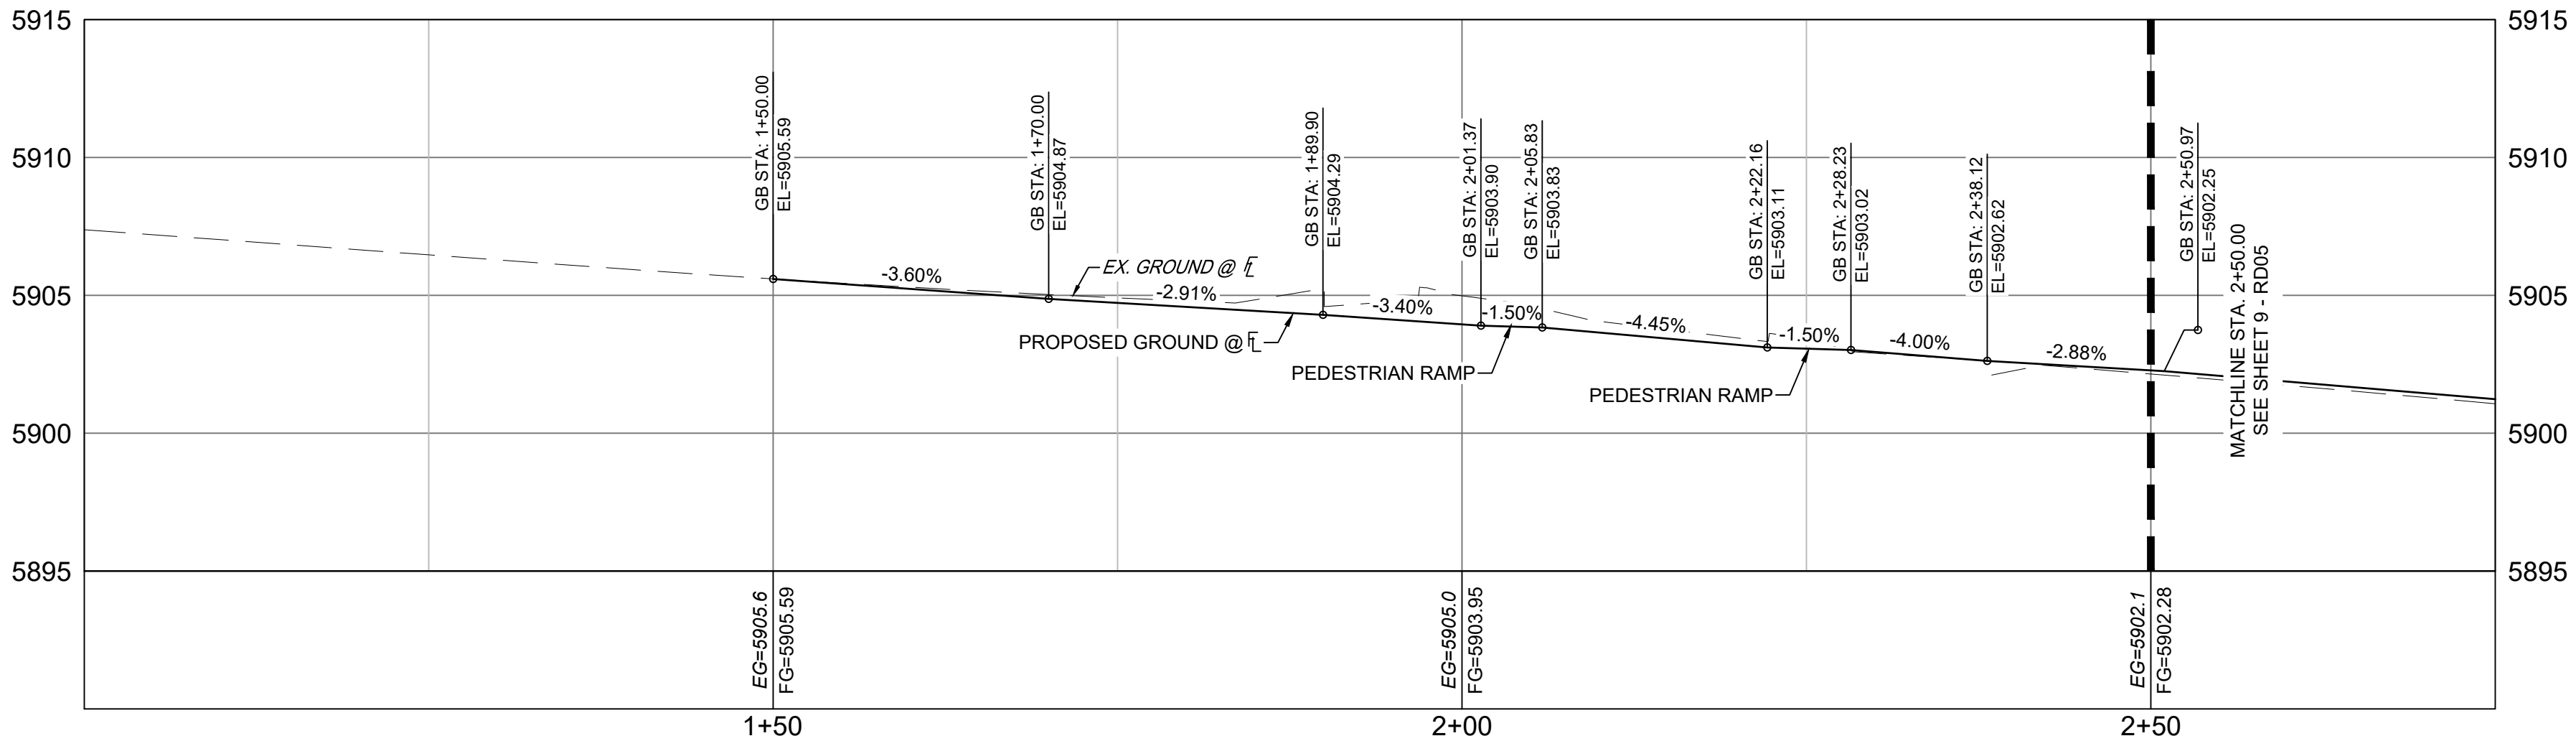 5915
5915
5910
5910
5905
5905
5900
5900
5895
5895
GB STA: 1+50.00
EL=5905.59
GB STA: 1+70.00
EL=5904.87
GB STA: 1+89.90
EL=5904.29
GB STA: 2+01.37
EL=5903.90
GB STA: 2+05.83
EL=5903.83
GB STA: 2+22.16
EL=5903.11
GB STA: 2+28.23
EL=5903.02
GB STA: 2+38.12
EL=5902.62
GB STA: 2+50.97
EL=5902.25
MATCHLINE STA. 2+50.00
SEE SHEET 9 - RD05
-3.60%
EX. GROUND @ FL
-2.91%
-3.40%
-1.50%
-4.45%
-1.50%
-4.00%
-2.88%
PROPOSED GROUND @ FL
PEDESTRIAN RAMP
PEDESTRIAN RAMP
EG=5905.6
FG=5905.59
EG=5905.0
FG=5903.95
EG=5902.1
FG=5902.28
1+50
2+00
2+50